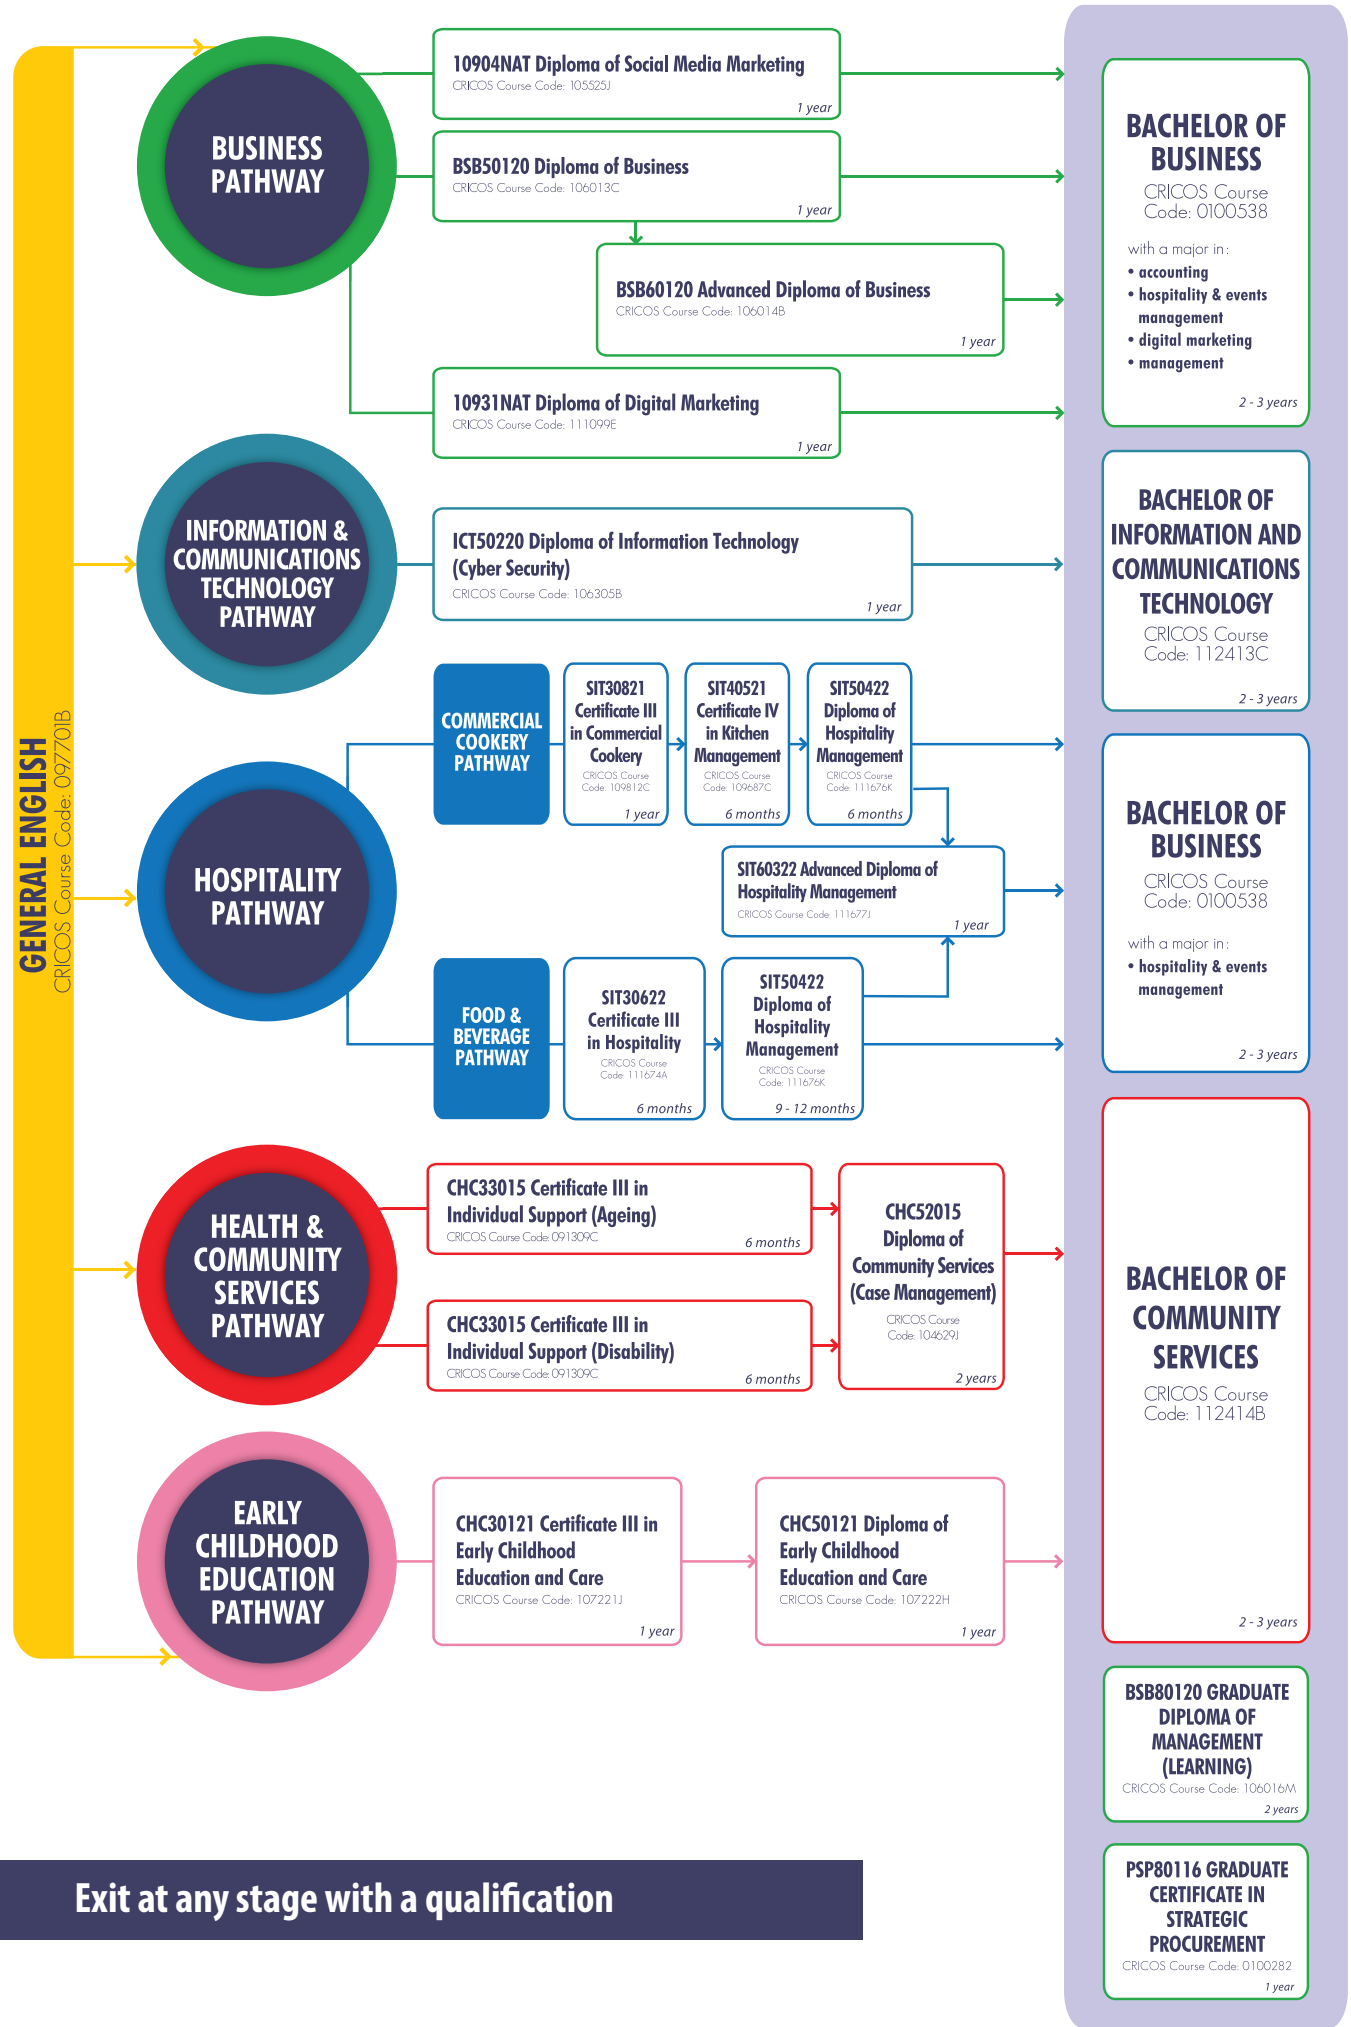 GENERAL ENGLISH
CRICOS Course Code: 097701B
BUSINESS
PATHWAY
10904NAT Diploma of Social Media Marketing
CRICOS Course Code: 105525J
1 year
BSB50120 Diploma of Business
CRICOS Course Code: 106013C
1 year
BSB60120 Advanced Diploma of Business
CRICOS Course Code: 106014B
1 year
10931NAT Diploma of Digital Marketing
CRICOS Course Code: 111099E
1 year
BACHELOR OF
BUSINESS
CRICOS Course
Code: 0100538
with a major in:
• accounting
• hospitality & events
management
• digital marketing
• management
2 - 3 years
INFORMATION &
COMMUNICATIONS
TECHNOLOGY
PATHWAY
ICT50220 Diploma of Information Technology
(Cyber Security)
CRICOS Course Code: 106305B
1 year
BACHELOR OF
INFORMATION AND
COMMUNICATIONS
TECHNOLOGY
CRICOS Course
Code: 112413C
2 - 3 years
HOSPITALITY
PATHWAY
COMMERCIAL
COOKERY
PATHWAY
SIT30821
Certificate III
in Commercial
Cookery
CRICOS Course
Code: 109812C
1 year
SIT40521
Certificate IV
in Kitchen
Management
CRICOS Course
Code: 109687C
6 months
SIT50422
Diploma of
Hospitality
Management
CRICOS Course
Code: 111676K
6 months
SIT60322 Advanced Diploma of
Hospitality Management
CRICOS Course Code: 111677J
1 year
FOOD &
BEVERAGE
PATHWAY
SIT30622
Certificate III
in Hospitality
CRICOS Course
Code: 111674A
6 months
SIT50422
Diploma of
Hospitality
Management
CRICOS Course
Code: 111676K
9 - 12 months
BACHELOR OF
BUSINESS
CRICOS Course
Code: 0100538
with a major in:
• hospitality & events
management
2 - 3 years
HEALTH &
COMMUNITY
SERVICES
PATHWAY
CHC33015 Certificate III in
Individual Support (Ageing)
CRICOS Course Code: 091309C
6 months
CHC33015 Certificate III in
Individual Support (Disability)
CRICOS Course Code: 091309C
6 months
CHC52015
Diploma of
Community Services
(Case Management)
CRICOS Course
Code: 104629J
2 years
BACHELOR OF
COMMUNITY
SERVICES
CRICOS Course
Code: 112414B
2 - 3 years
EARLY
CHILDHOOD
EDUCATION
PATHWAY
CHC30121 Certificate III in
Early Childhood
Education and Care
CRICOS Course Code: 107221J
1 year
CHC50121 Diploma of
Early Childhood
Education and Care
CRICOS Course Code: 107222H
1 year
BSB80120 GRADUATE
DIPLOMA OF
MANAGEMENT
(LEARNING)
CRICOS Course Code: 106016M
2 years
PSP80116 GRADUATE
CERTIFICATE IN
STRATEGIC
PROCUREMENT
CRICOS Course Code: 0100282
1 year
Exit at any stage with a qualification